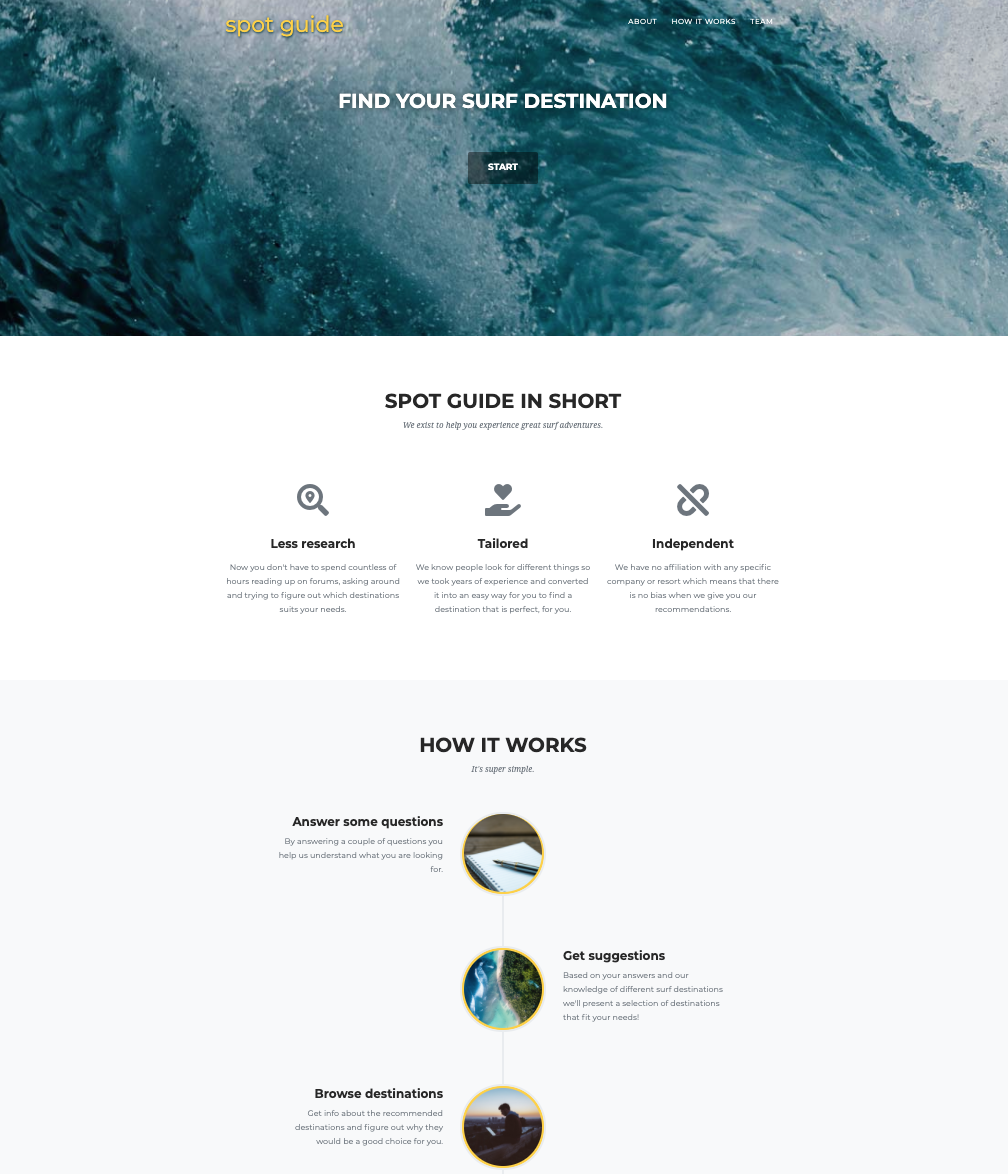 spot guide
ABOUT HOW IT WORKS TEAM
FIND YOUR SURF DESTINATION
START
SPOT GUIDE IN SHORT
We exist to help you experience great surf adventures.
Less research
Now you don't have to spend countless of
hours reading up on forums, asking around
and trying to figure out which destinations
suits your needs.
Tailored
We know people look for different things so
we took years of experience and converted
it into an easy way for you to find a
destination that is perfect, for you.
Independent
We have no affiliation with any specific
company or resort which means that there
is no bias when we give you our
recommendations.
HOW IT WORKS
It's super simple.
Answer some questions
By answering a couple of questions you
help us understand what you are looking
for.
Get suggestions
Based on your answers and our
knowledge of different surf destinations
we'll present a selection of destinations
that fit your needs!
Browse destinations
Get info about the recommended
destinations and figure out why they
would be a good choice for you.